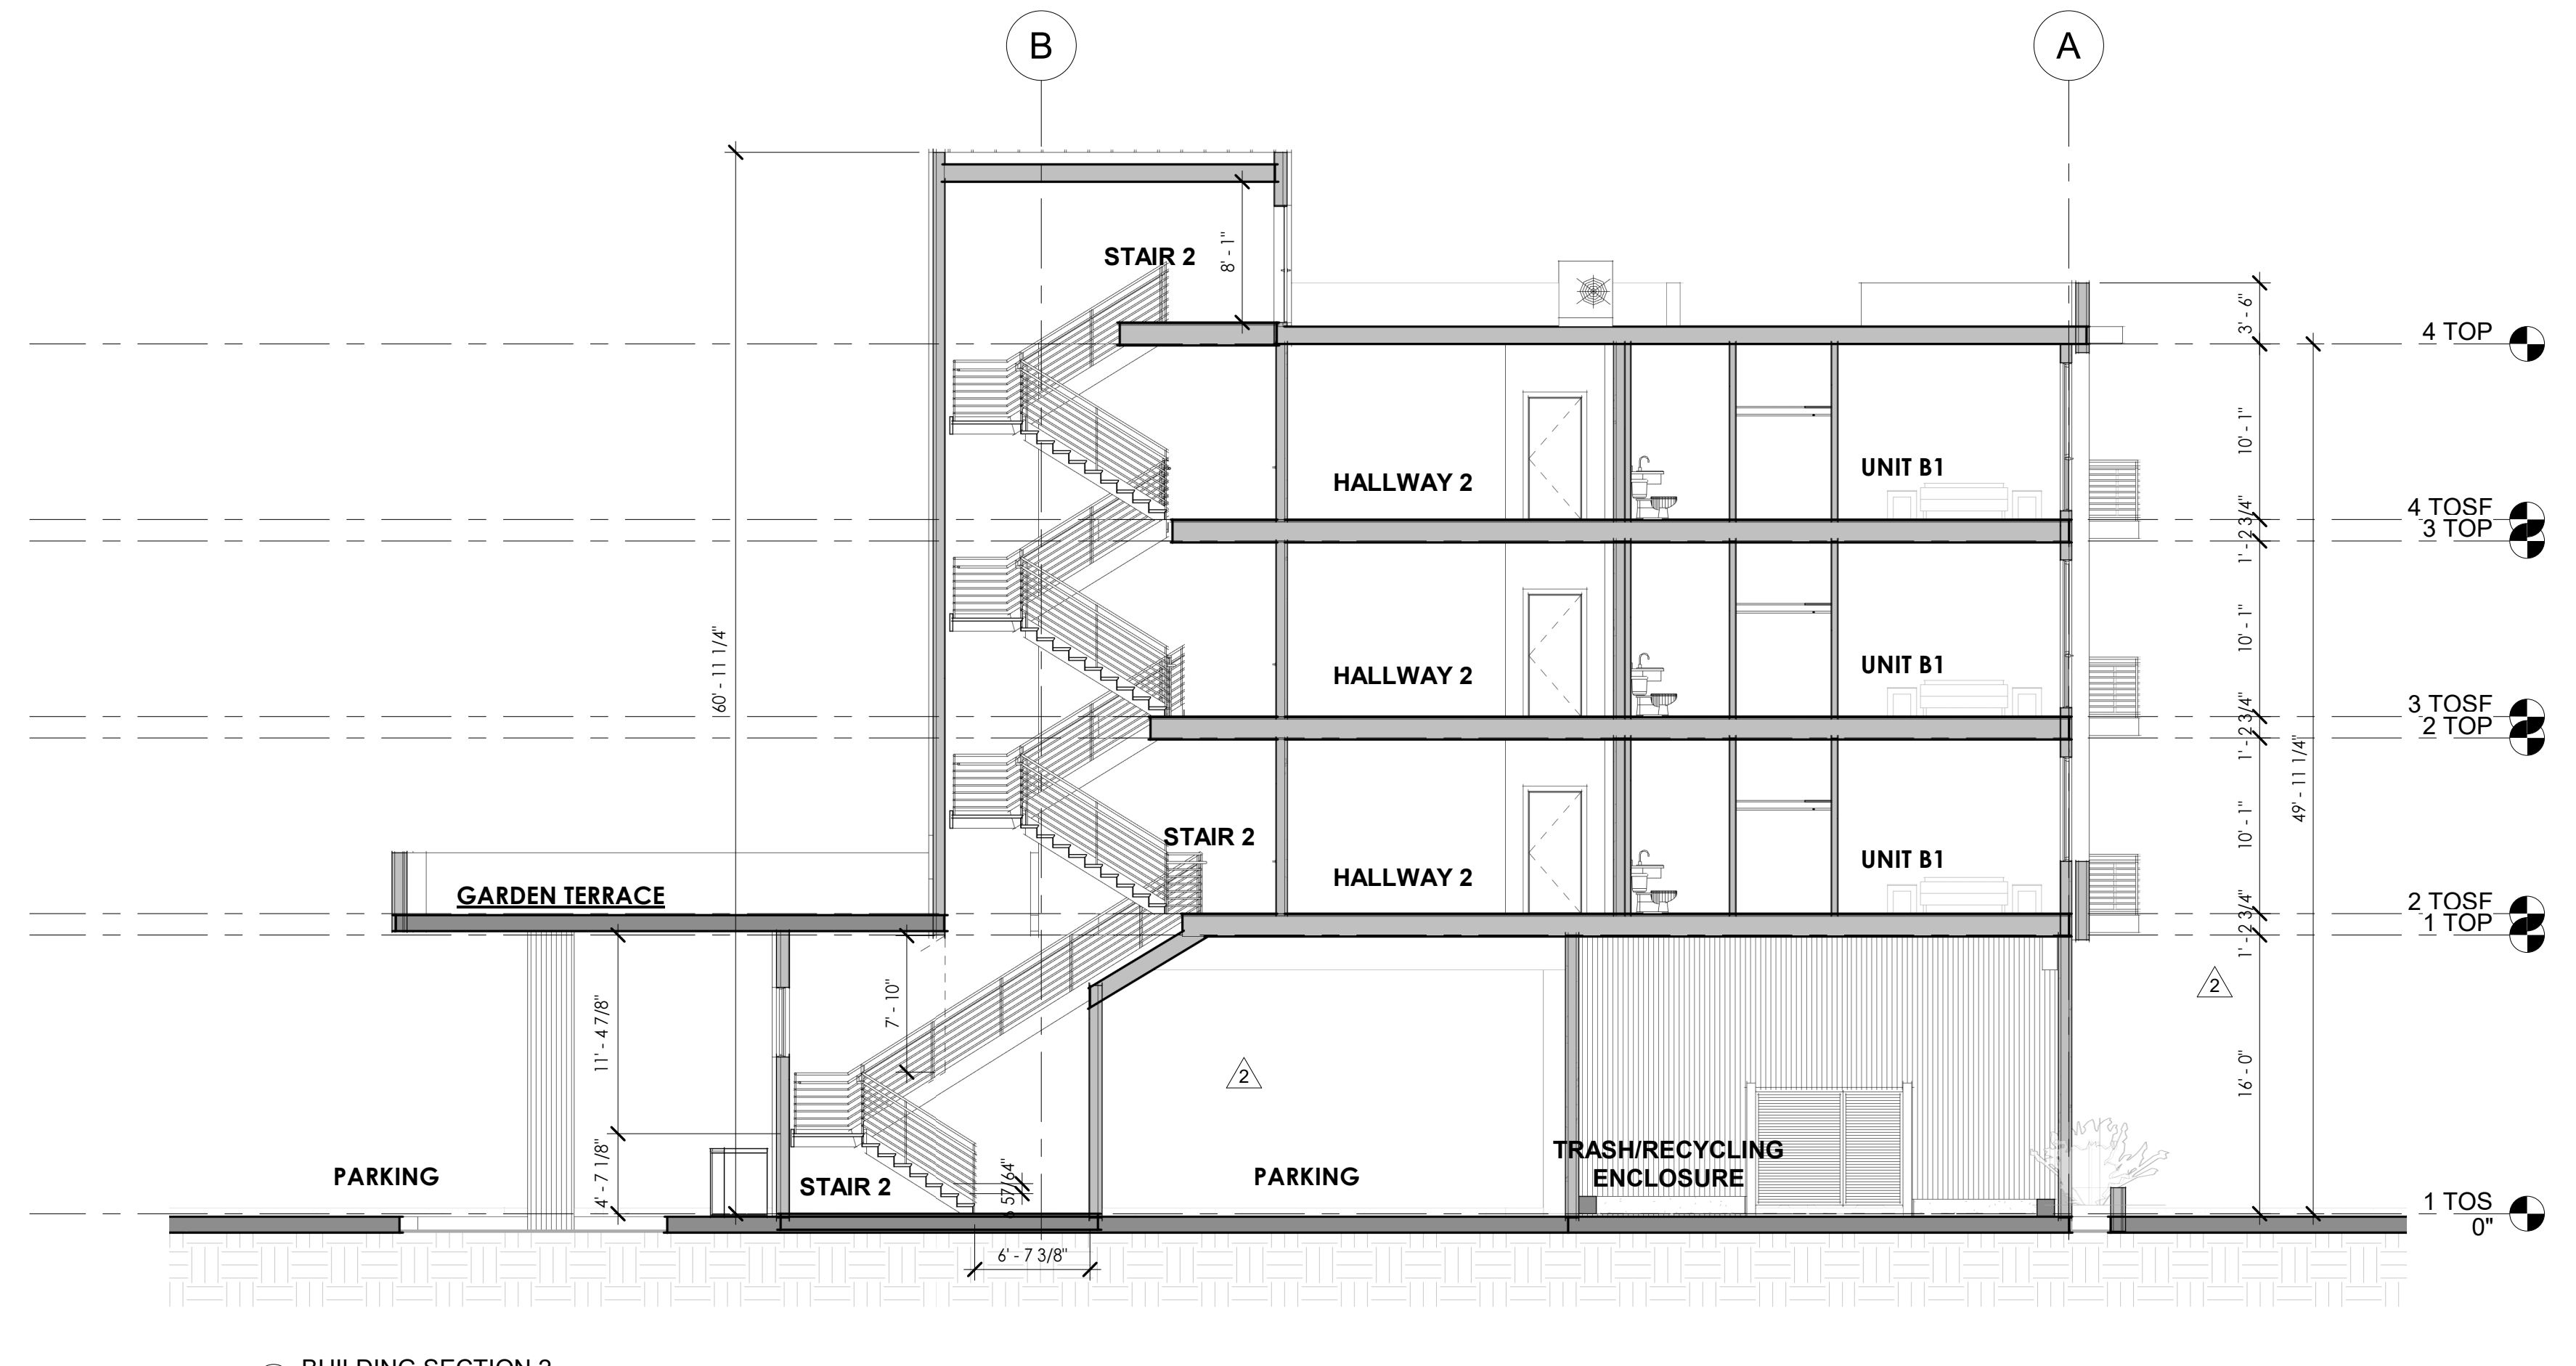 B
A
STAIR 2
8' - 1"
3' - 6"
4 TOP
10' - 1"
HALLWAY 2
UNIT B1
4 TOSF
1' - 2 3/4"
3 TOP
60' - 11 1/4"
10' - 1"
HALLWAY 2
UNIT B1
3 TOSF
1' - 2 3/4"
2 TOP
49' - 11 1/4"
10' - 1"
STAIR 2
HALLWAY 2
UNIT B1
GARDEN TERRACE
2 TOSF
1' - 2 3/4"
1 TOP
7' - 10"
11' - 4 7/8"
2
2
16' - 0"
4' - 7 1/8"
PARKING
STAIR 2
PARKING
TRASH/RECYCLING
ENCLOSURE
1 TOS
0"
6' - 7 3/8"
BUILDING SECTION 2